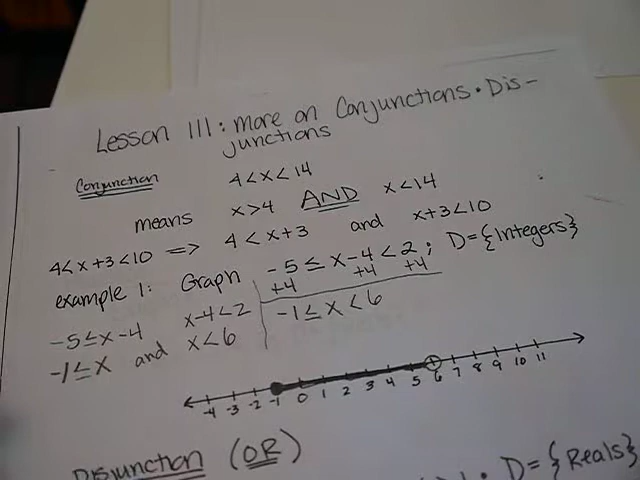 Lesson 111: more on Conjunctions • Dis-
junctions
Conjunction 4<x<14
means x>4 AND x<14
4<x+3<10 => 4<x+3 and x+3<10
example 1: Graph -5≤x-4<2; D={Integers}
+4 +4 +4
-5≤x-4 x-4<2 -1≤x<6
-1≤x and x<6
-4 -3 -2 -1 0 1 2 3 4 5 6 7 8 9 10 11
Disjunction (OR)
D={Reals}